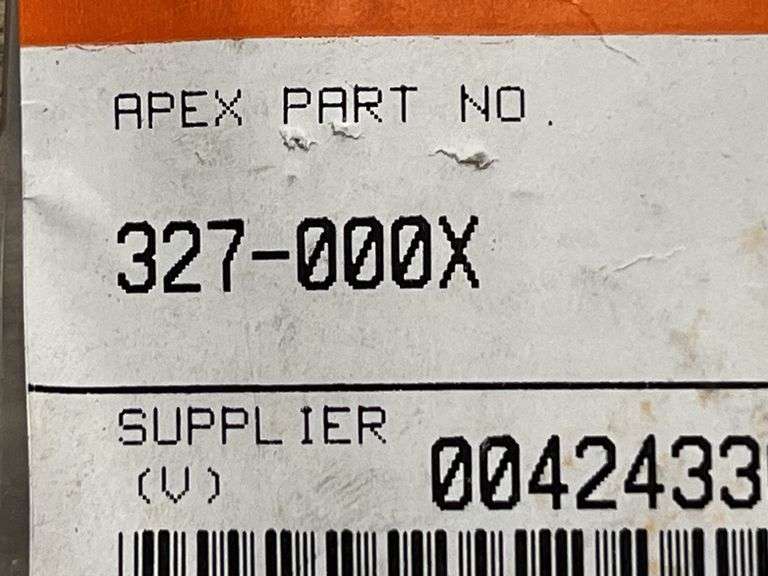 APEX PART NO.
327-000X
SUPPLIER
(V)
0042433